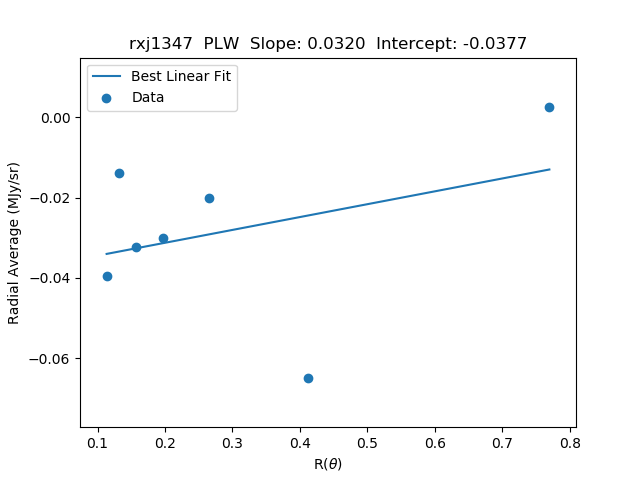 rxj1347  PLW  Slope: 0.0320  Intercept: -0.0377
Best Linear Fit
Data
Radial Average (MJy/sr)
0.00
−0.02
−0.04
−0.06
0.1 0.2 0.3 0.4 0.5 0.6 0.7 0.8
R(θ)